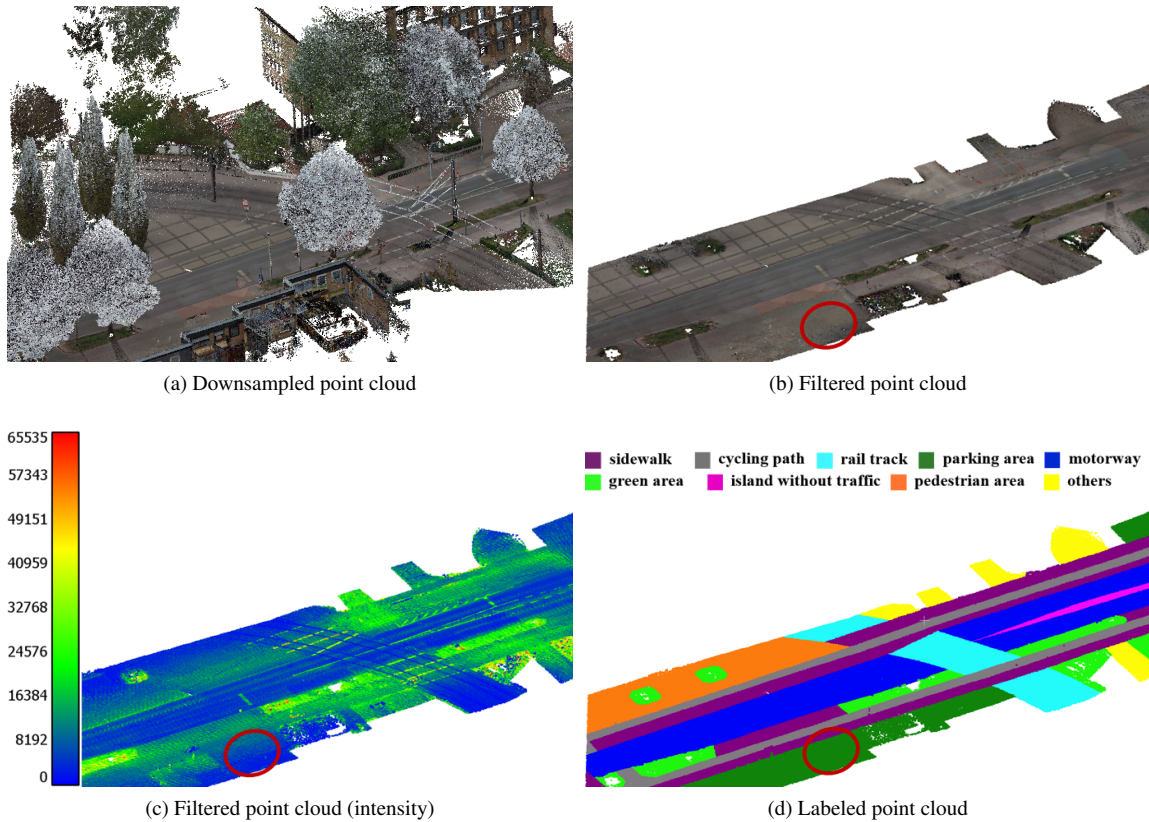 (a) Downsampled point cloud
(b) Filtered point cloud
65535
57343
49151
40959
32768
24576
16384
8192
0
(c) Filtered point cloud (intensity)
sidewalk cycling path rail track parking area motorway
green area island without traffic pedestrian area others
(d) Labeled point cloud